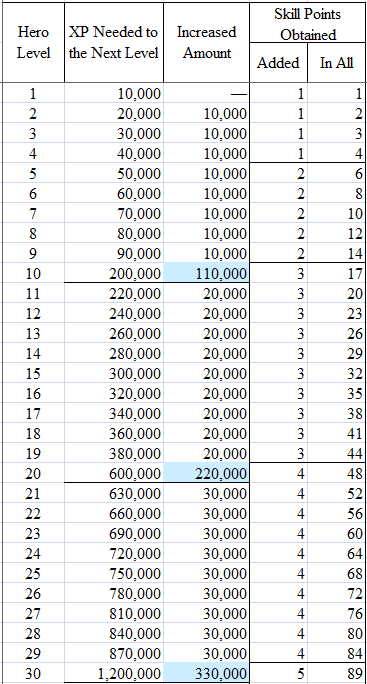 Hero Level XP Needed to the Next Level Increased Amount Skill Points Obtained
Added In All
1 10,000 — 1 1
2 20,000 10,000 1 2
3 30,000 10,000 1 3
4 40,000 10,000 1 4
5 50,000 10,000 2 6
6 60,000 10,000 2 8
7 70,000 10,000 2 10
8 80,000 10,000 2 12
9 90,000 10,000 2 14
10 200,000 110,000 3 17
11 220,000 20,000 3 20
12 240,000 20,000 3 23
13 260,000 20,000 3 26
14 280,000 20,000 3 29
15 300,000 20,000 3 32
16 320,000 20,000 3 35
17 340,000 20,000 3 38
18 360,000 20,000 3 41
19 380,000 20,000 3 44
20 600,000 220,000 4 48
21 630,000 30,000 4 52
22 660,000 30,000 4 56
23 690,000 30,000 4 60
24 720,000 30,000 4 64
25 750,000 30,000 4 68
26 780,000 30,000 4 72
27 810,000 30,000 4 76
28 840,000 30,000 4 80
29 870,000 30,000 4 84
30 1,200,000 330,000 5 89